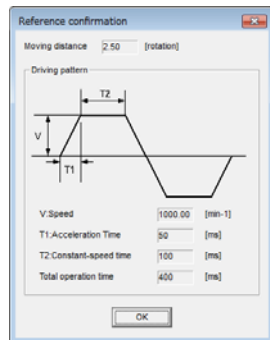 Reference confirmation
Moving distance 2.50 [rotation]
Driving pattern
T2
V
T1
V:Speed 1000.00 [min-1]
T1:Acceleration Time 50 [ms]
T2:Constant-speed time 100 [ms]
Total operation time 400 [ms]
OK